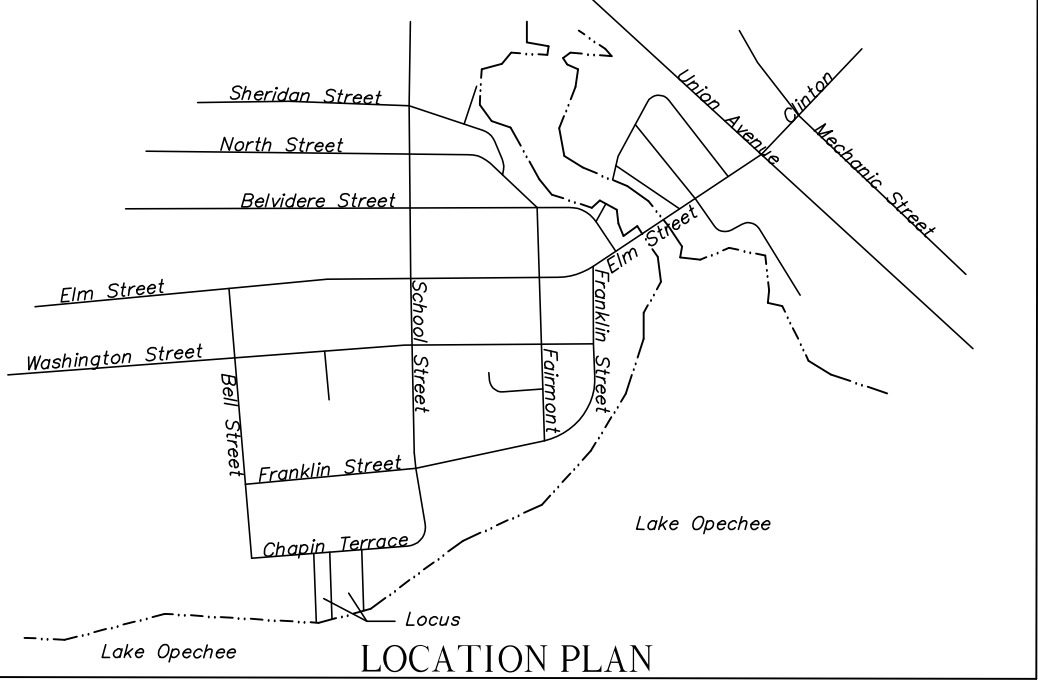 Union Avenue
Clinton
Sheridan Street
Mechanic Street
North Street
Belvidere Street
Elm Street
Elm Street
School Street
Franklin Street
Washington Street
Fairmont
Bell Street
Franklin Street
Lake Opechee
Chapin Terrace
Locus
Lake Opechee
LOCATION PLAN